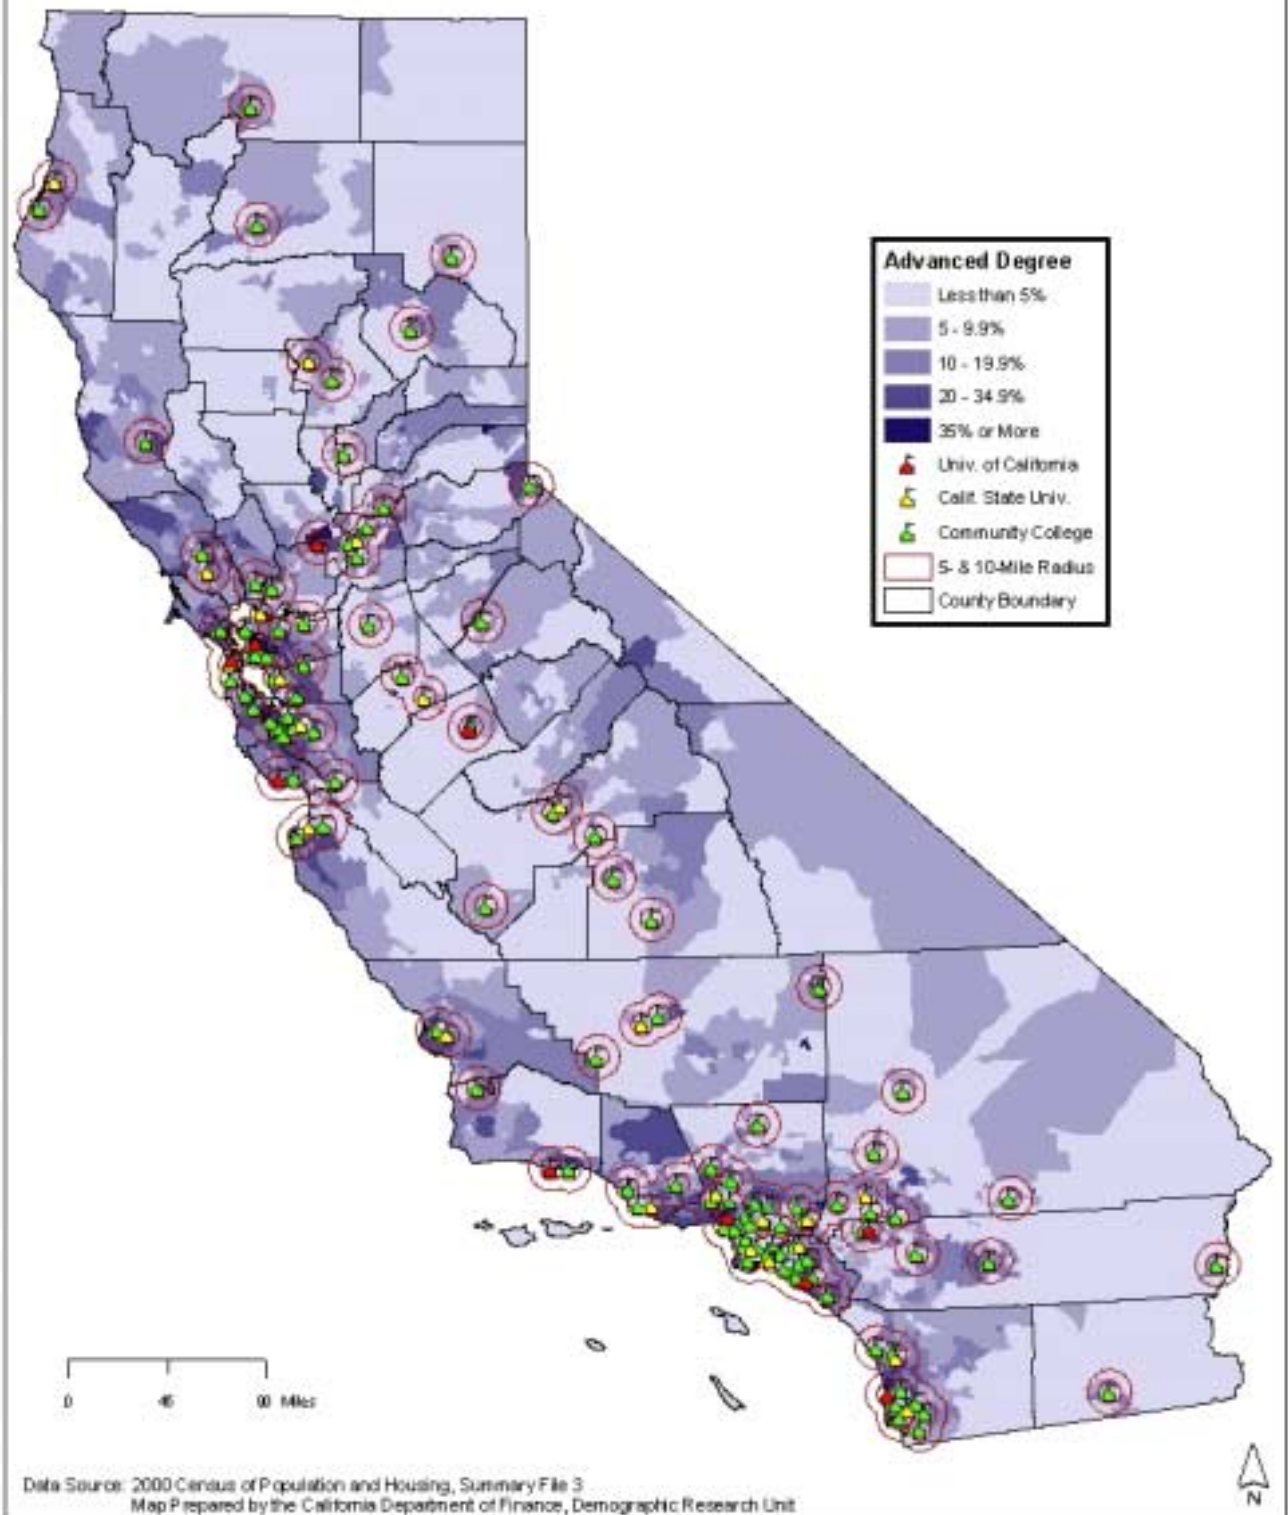 Advanced Degree
Less than 5%
5 - 9.9%
10 - 19.9%
20 - 34.9%
35% or More
Univ. of California
Calif. State Univ.
Community College
5- & 10-Mile Radius
County Boundary
0 45 90 Miles
N
Data Source: 2000 Census of Population and Housing, Summary File 3
Map Prepared by the California Department of Finance, Demographic Research Unit